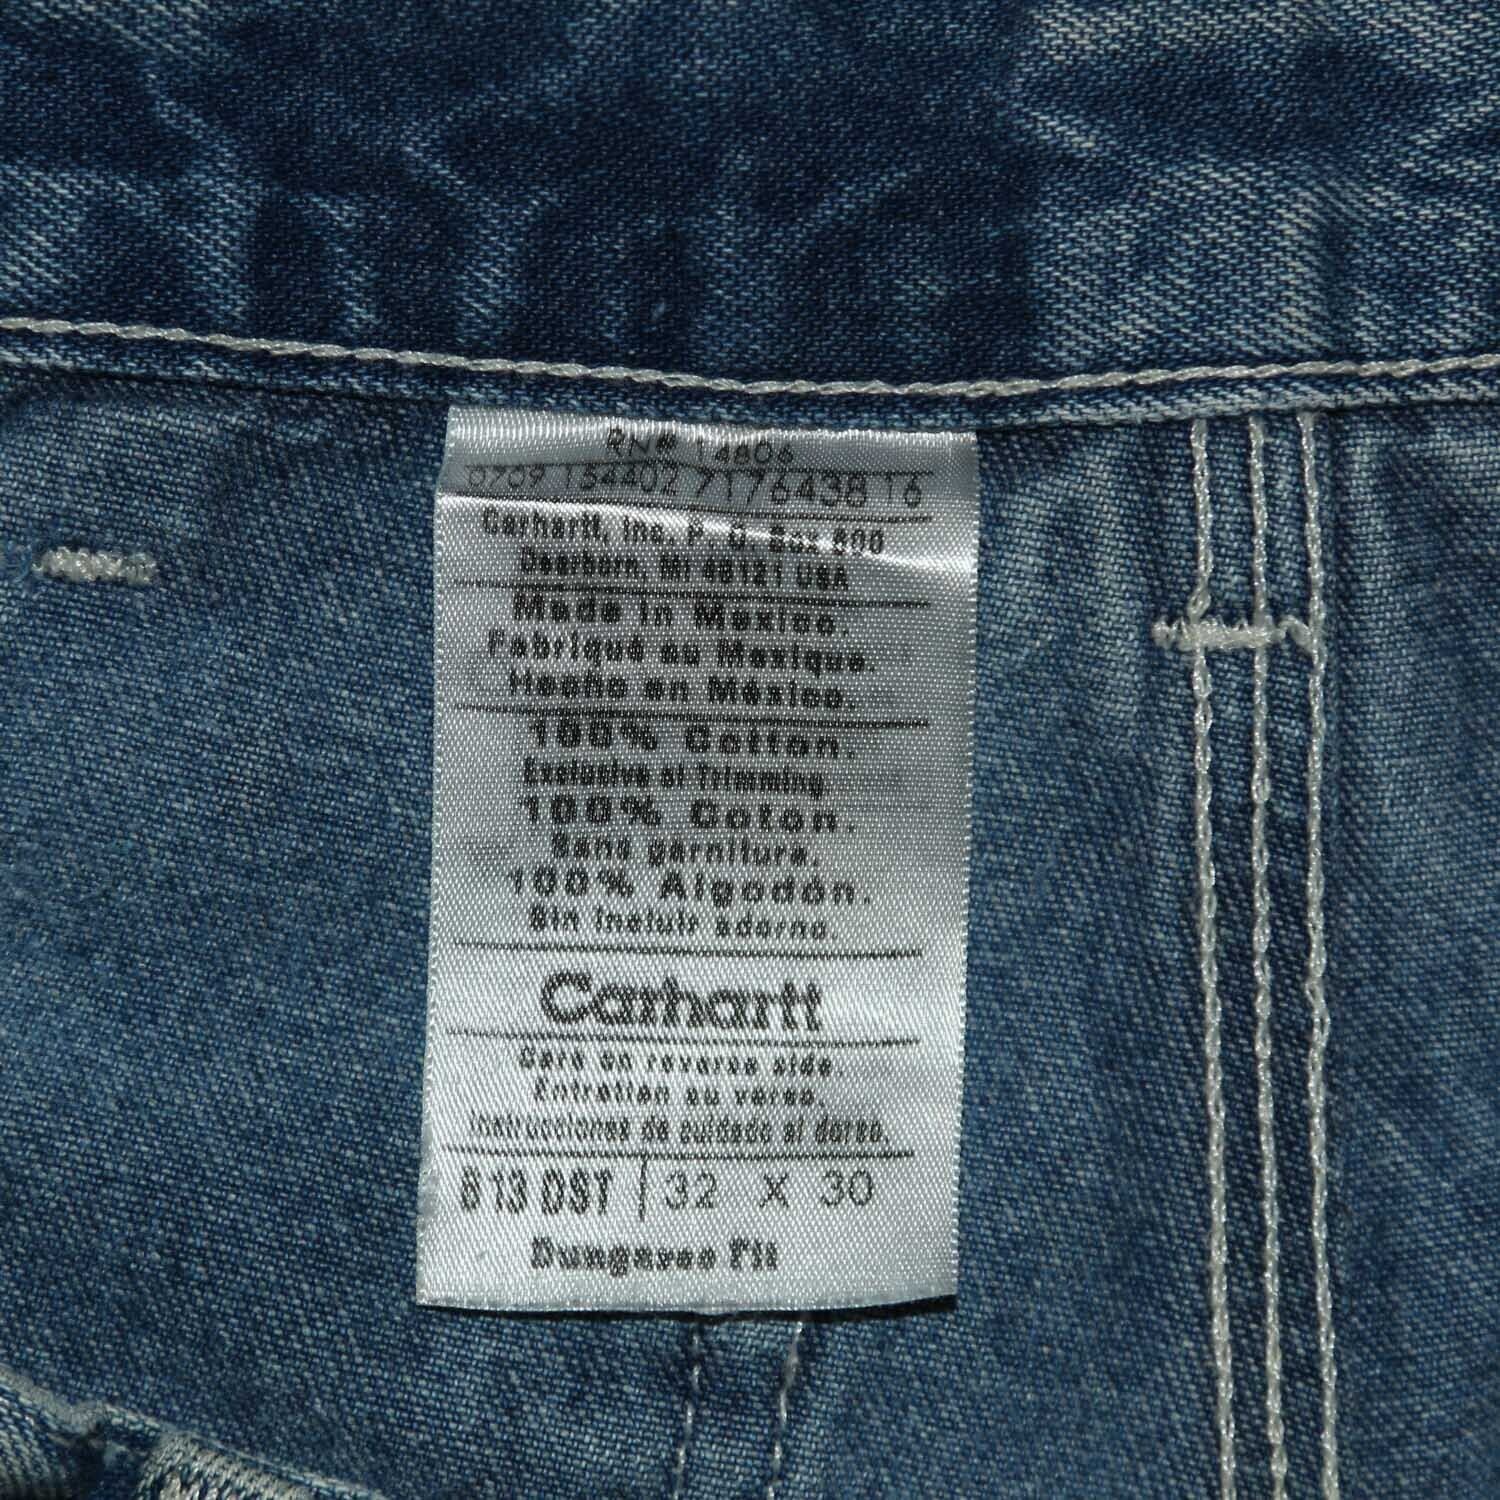 RN# 14806
6969 154402 7176438 16
Carhartt, Inc. P. O. Box 600
Dearborn, MI 48121 USA
Made in Mexico.
Fabriqué au Mexique.
Hecho en México.
100% Cotton.
Exclusive of Trimming
100% Coton.
Sans garniture.
100% Algodón.
Sin incluir adorno.
Carhartt
Care on reverse side.
Entretien au verso.
Instrucciones de cuidado al dorso.
B13 DST 32 X 30
Dungaree Fit